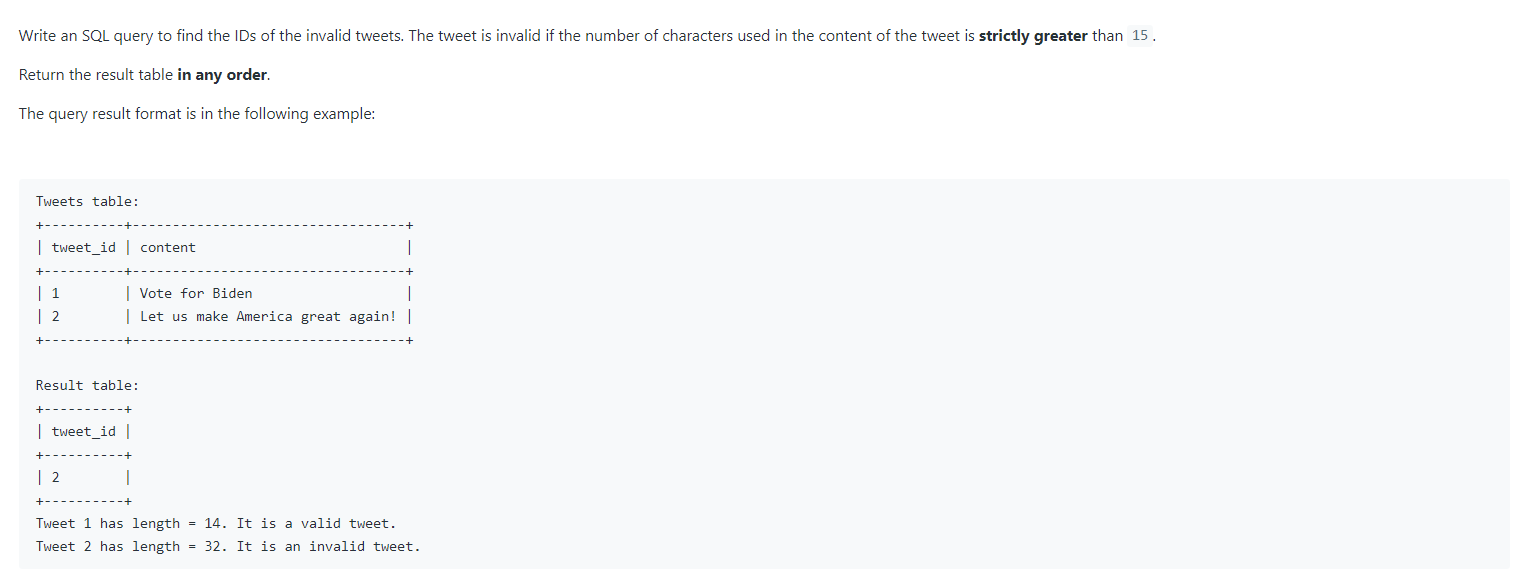 Write an SQL query to find the IDs of the invalid tweets. The tweet is invalid if the number of characters used in the content of the tweet is strictly greater than 15 .
Return the result table in any order.
The query result format is in the following example:
Tweets table:
+----------+----------------------------------+
| tweet_id | content                          |
+----------+----------------------------------+
| 1        | Vote for Biden                   |
| 2        | Let us make America great again! |
+----------+----------------------------------+
Result table:
+----------+
| tweet_id |
+----------+
| 2        |
+----------+
Tweet 1 has length = 14. It is a valid tweet.
Tweet 2 has length = 32. It is an invalid tweet.